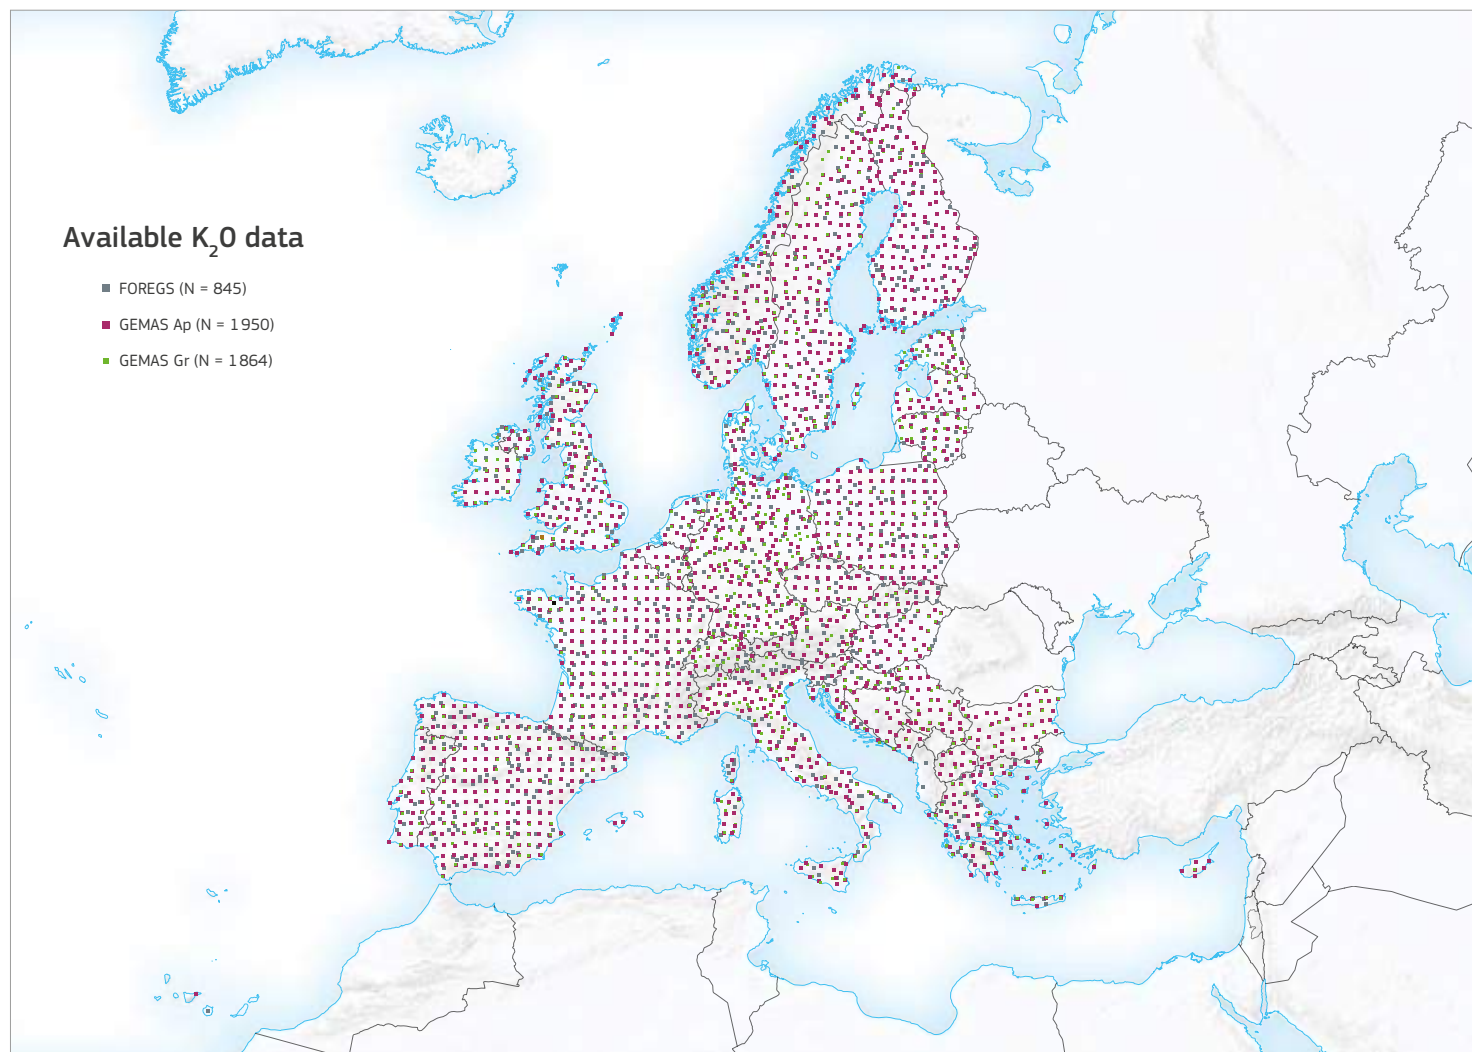 Available K₂O data
FOREGS (N = 845)
GEMAS Ap (N = 1950)
GEMAS Gr (N = 1864)